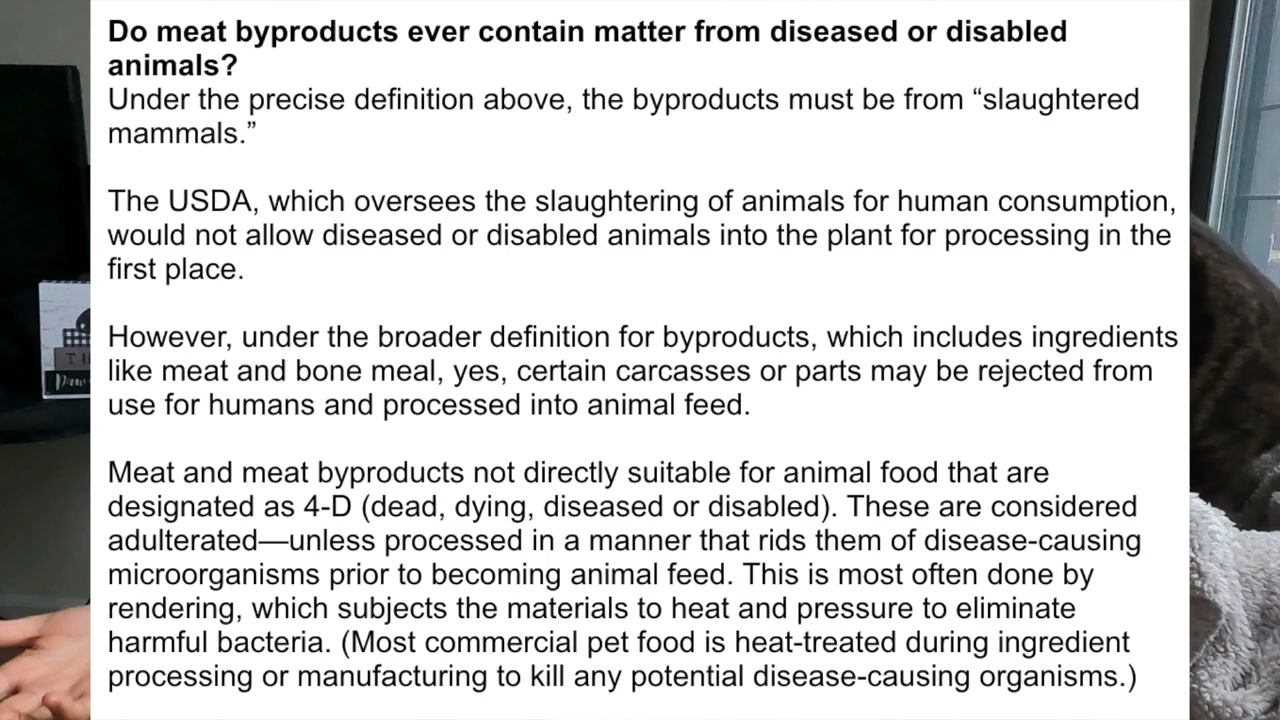 Do meat byproducts ever contain matter from diseased or disabled
animals?
Under the precise definition above, the byproducts must be from “slaughtered
mammals.”
The USDA, which oversees the slaughtering of animals for human consumption,
would not allow diseased or disabled animals into the plant for processing in the
first place.
However, under the broader definition for byproducts, which includes ingredients
like meat and bone meal, yes, certain carcasses or parts may be rejected from
use for humans and processed into animal feed.
Meat and meat byproducts not directly suitable for animal food that are
designated as 4-D (dead, dying, diseased or disabled). These are considered
adulterated—unless processed in a manner that rids them of disease-causing
microorganisms prior to becoming animal feed. This is most often done by
rendering, which subjects the materials to heat and pressure to eliminate
harmful bacteria. (Most commercial pet food is heat-treated during ingredient
processing or manufacturing to kill any potential disease-causing organisms.)